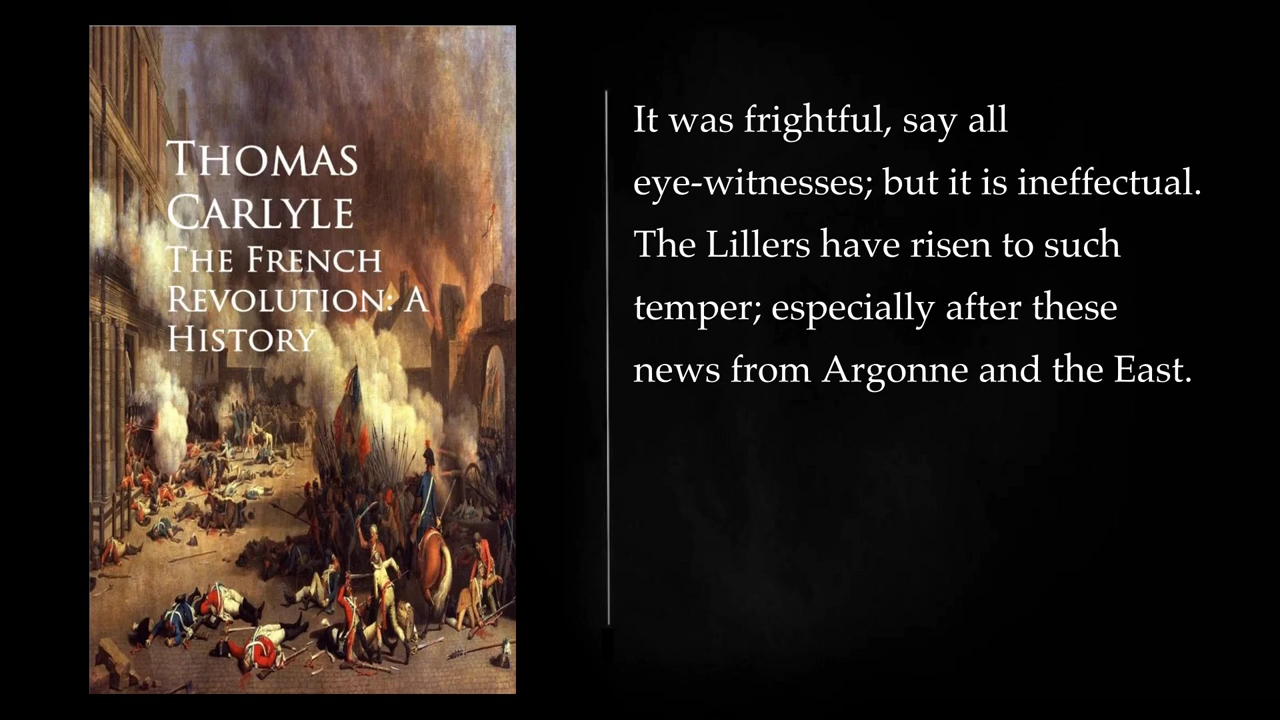 THOMAS
CARLYLE
THE FRENCH
REVOLUTION: A
HISTORY
It was frightful, say all
eye-witnesses; but it is ineffectual.
The Lillers have risen to such
temper; especially after these
news from Argonne and the East.